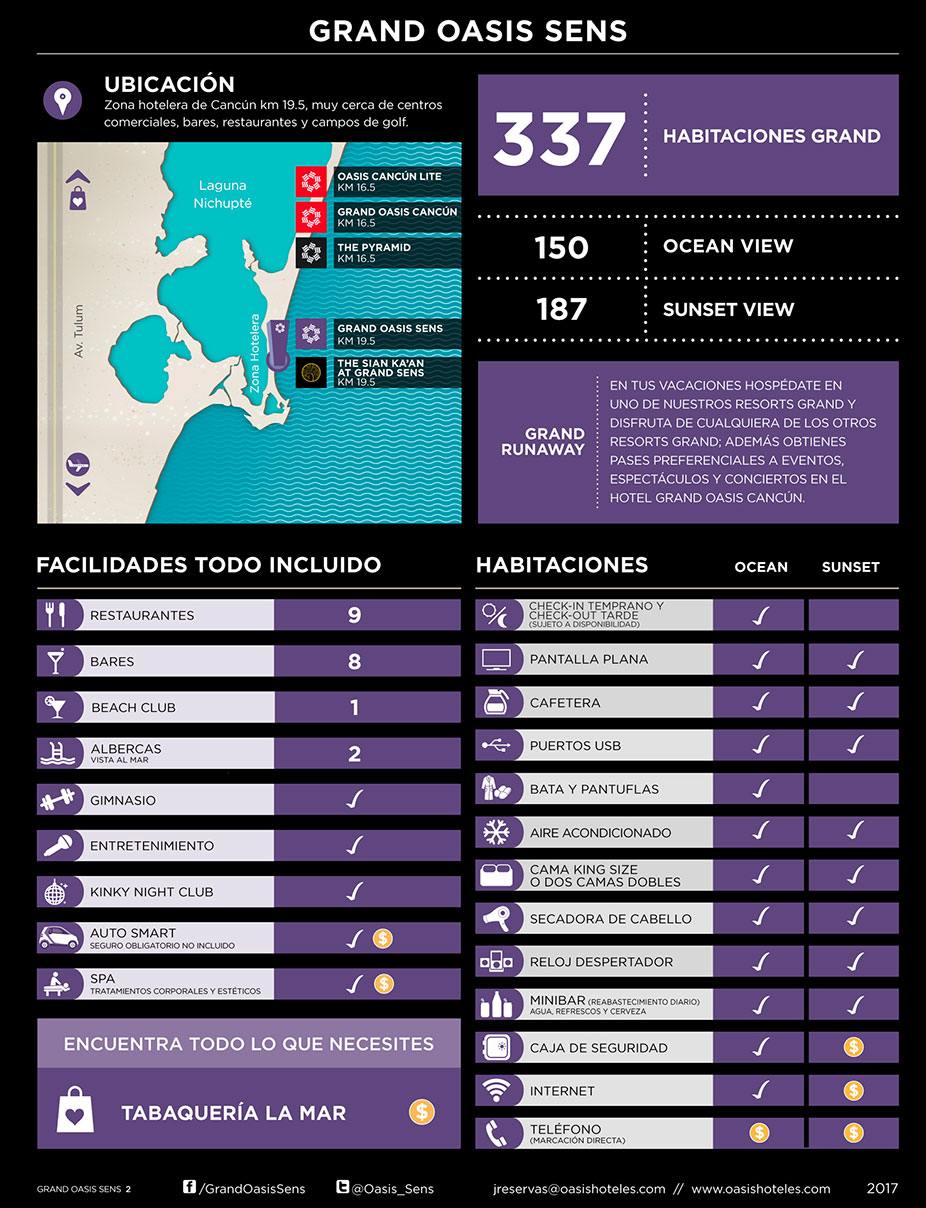 GRAND OASIS SENS
UBICACIÓN
Zona hotelera de Cancún km 19.5, muy cerca de centros
comerciales, bares, restaurantes y campos de golf.
Laguna
Nichupté
Av. Tulum
Zona Hotelera
OASIS CANCÚN LITE
KM 16.5
GRAND OASIS CANCÚN
KM 16.5
THE PYRAMID
KM 16.5
GRAND OASIS SENS
KM 19.5
THE SIAN KA'AN
AT GRAND SENS
KM 19.5
337 HABITACIONES GRAND
150 OCEAN VIEW
187 SUNSET VIEW
GRAND
RUNAWAY
EN TUS VACACIONES HOSPÉDATE EN
UNO DE NUESTROS RESORTS GRAND Y
DISFRUTA DE CUALQUIERA DE LOS OTROS
RESORTS GRAND; ADEMÁS OBTIENES
PASES PREFERENCIALES A EVENTOS,
ESPECTÁCULOS Y CONCIERTOS EN EL
HOTEL GRAND OASIS CANCÚN.
FACILIDADES TODO INCLUIDO
RESTAURANTES 9
BARES 8
BEACH CLUB 1
ALBERCAS 2
VISTA AL MAR
GIMNASIO ✓
ENTRETENIMIENTO ✓
KINKY NIGHT CLUB ✓
AUTO SMART ✓ $
SEGURO OBLIGATORIO NO INCLUIDO
SPA ✓ $
TRATAMIENTOS CORPORALES Y ESTÉTICOS
ENCUENTRA TODO LO QUE NECESITES
TABAQUERÍA LA MAR $
HABITACIONES OCEAN SUNSET
CHECK-IN TEMPRANO Y
CHECK-OUT TARDE ✓
(SUJETO A DISPONIBILIDAD)
PANTALLA PLANA ✓ ✓
CAFETERA ✓ ✓
PUERTOS USB ✓ ✓
BATA Y PANTUFLAS ✓
AIRE ACONDICIONADO ✓ ✓
CAMA KING SIZE
O DOS CAMAS DOBLES ✓ ✓
SECADORA DE CABELLO ✓ ✓
RELOJ DESPERTADOR ✓ ✓
MINIBAR (REABASTECIMIENTO DIARIO) ✓ ✓
AGUA, REFRESCOS Y CERVEZA
CAJA DE SEGURIDAD ✓ $
INTERNET ✓ $
TELÉFONO $ $
(MARCACIÓN DIRECTA)
GRAND OASIS SENS 2 /GrandOasisSens @Oasis_Sens jreservas@oasishoteles.com // www.oasishoteles.com 2017